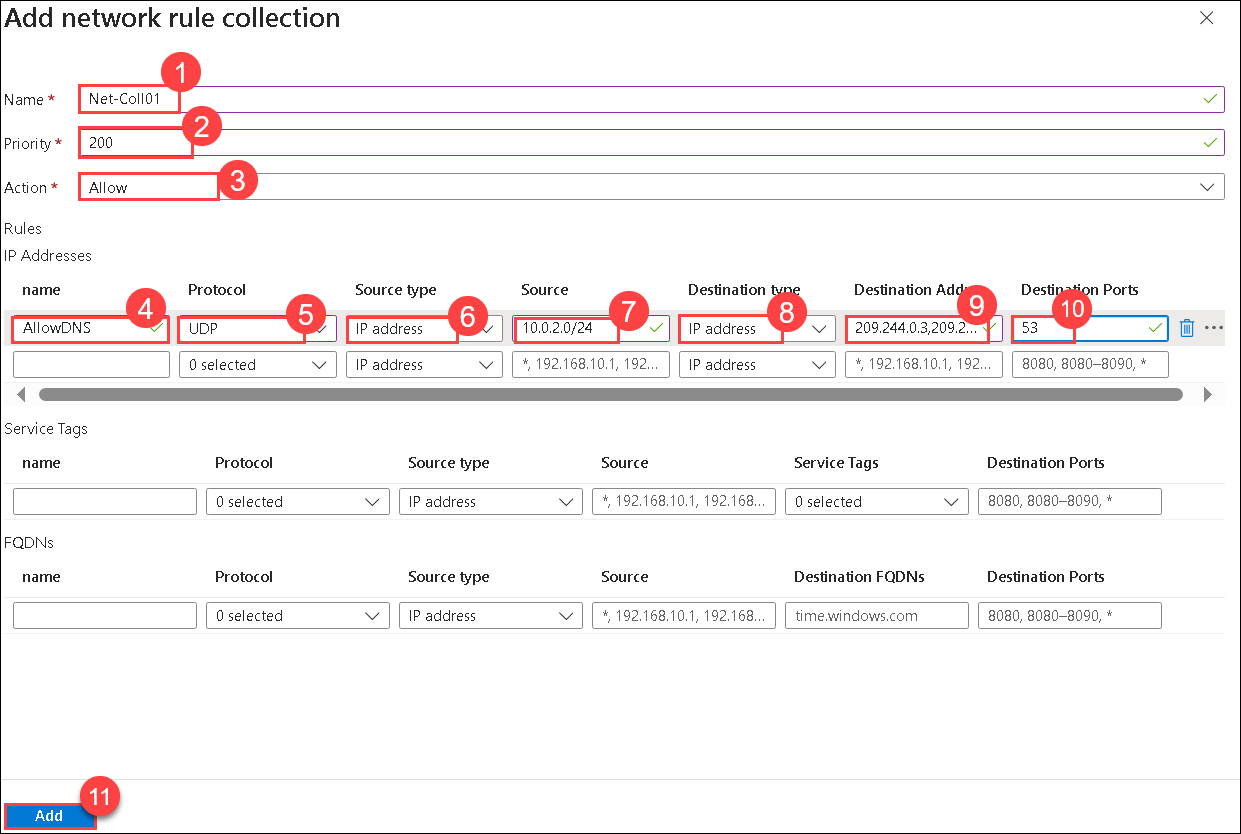 Add network rule collection
1
Name * Net-Coll01
2
Priority * 200
3
Action * Allow
Rules
IP Addresses
name Protocol Source type Source Destination type Destination Addr Destination Ports
4 5 6 7 8 9 10
AllowDNS UDP IP address 10.0.2.0/24 IP address 209.244.0.3,209.2... 53
0 selected IP address *, 192.168.10.1, 192... IP address *, 192.168.10.1, 192... 8080, 8080–8090, *
Service Tags
name Protocol Source type Source Service Tags Destination Ports
0 selected IP address *, 192.168.10.1, 192.168... 0 selected 8080, 8080–8090, *
FQDNs
name Protocol Source type Source Destination FQDNs Destination Ports
0 selected IP address *, 192.168.10.1, 192.168... time.windows.com 8080, 8080–8090, *
11
Add